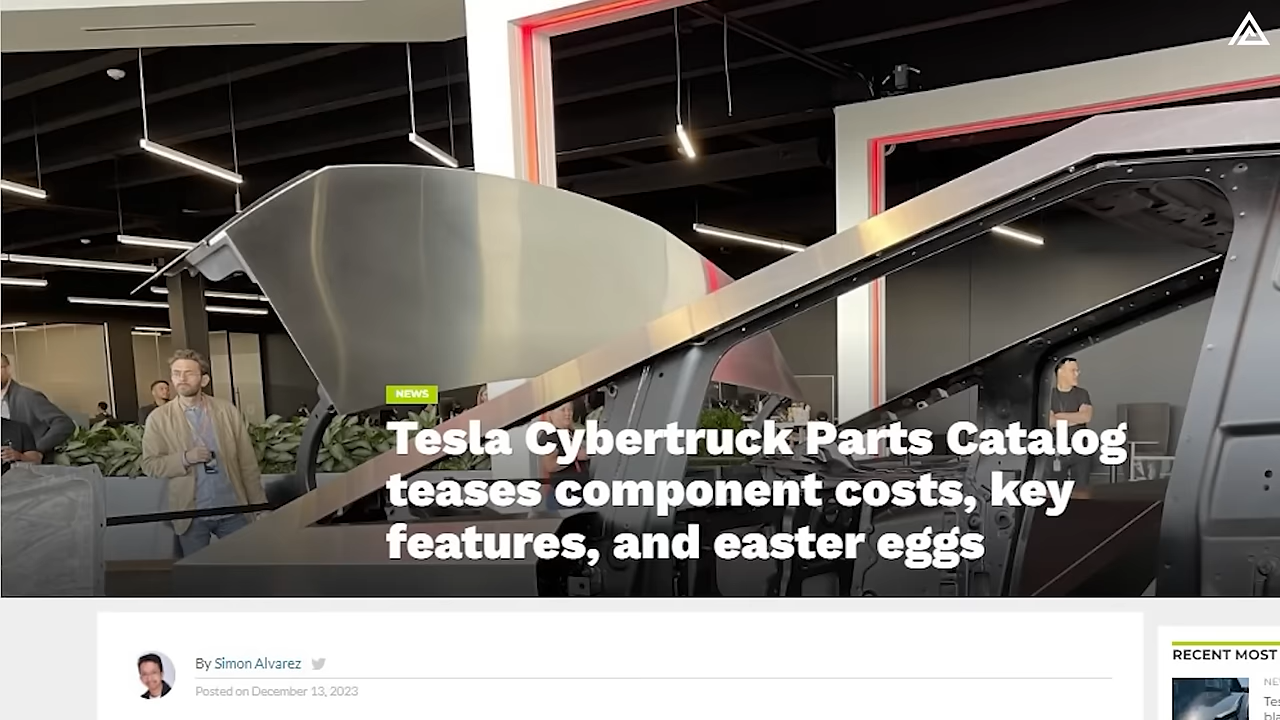 NEWS
Tesla Cybertruck Parts Catalog
teases component costs, key
features, and easter eggs
By Simon Alvarez
Posted on December 13, 2023
RECENT MOST